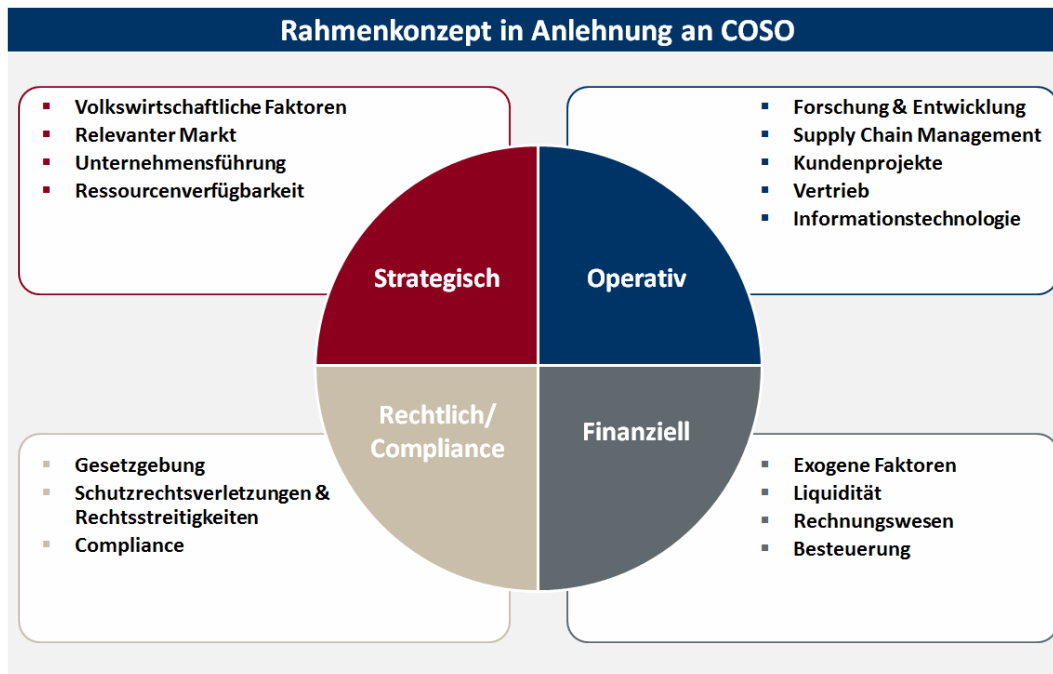 Rahmenkonzept in Anlehnung an COSO
▪ Volkswirtschaftliche Faktoren
▪ Relevanter Markt
▪ Unternehmensführung
▪ Ressourcenverfügbarkeit
▪ Forschung & Entwicklung
▪ Supply Chain Management
▪ Kundenprojekte
▪ Vertrieb
▪ Informationstechnologie
Strategisch
Operativ
Rechtlich/
Compliance
Finanziell
▪ Gesetzgebung
▪ Schutzrechtsverletzungen &
Rechtsstreitigkeiten
▪ Compliance
▪ Exogene Faktoren
▪ Liquidität
▪ Rechnungswesen
▪ Besteuerung